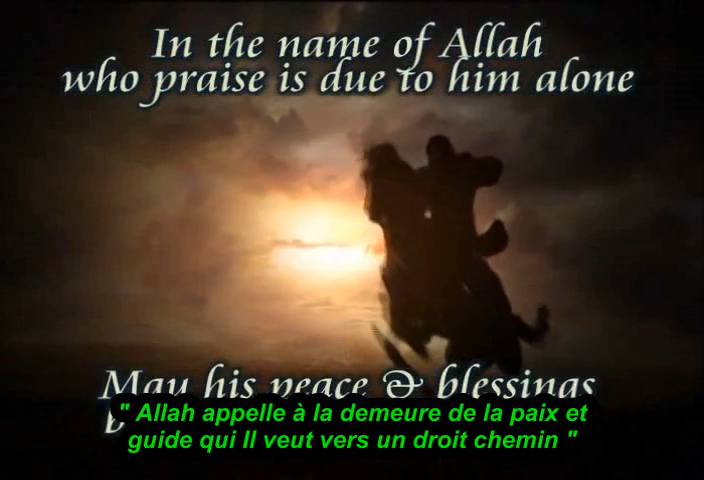 In the name of Allah
who praise is due to him alone
May his peace & blessings
" Allah appelle à la demeure de la paix et
guide qui Il veut vers un droit chemin "